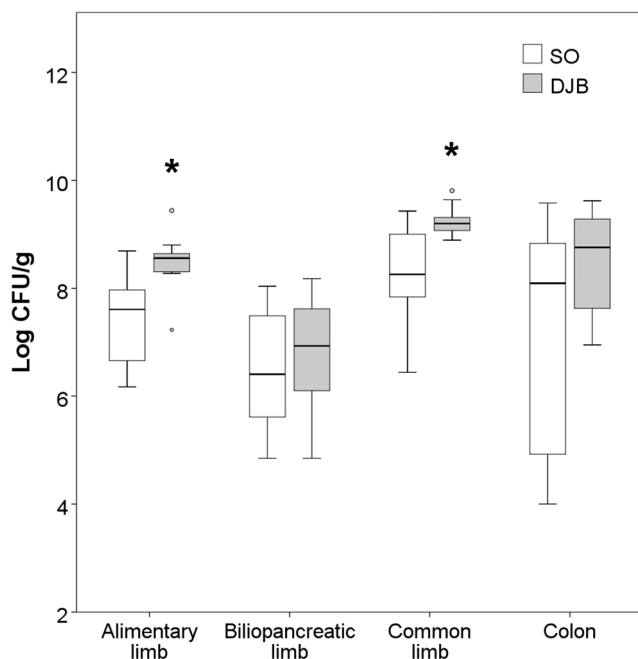 12
10
8
6
4
2
Log CFU/g
SO
DJB
*
*
Alimentary
limb
Biliopancreatic
limb
Common
limb
Colon